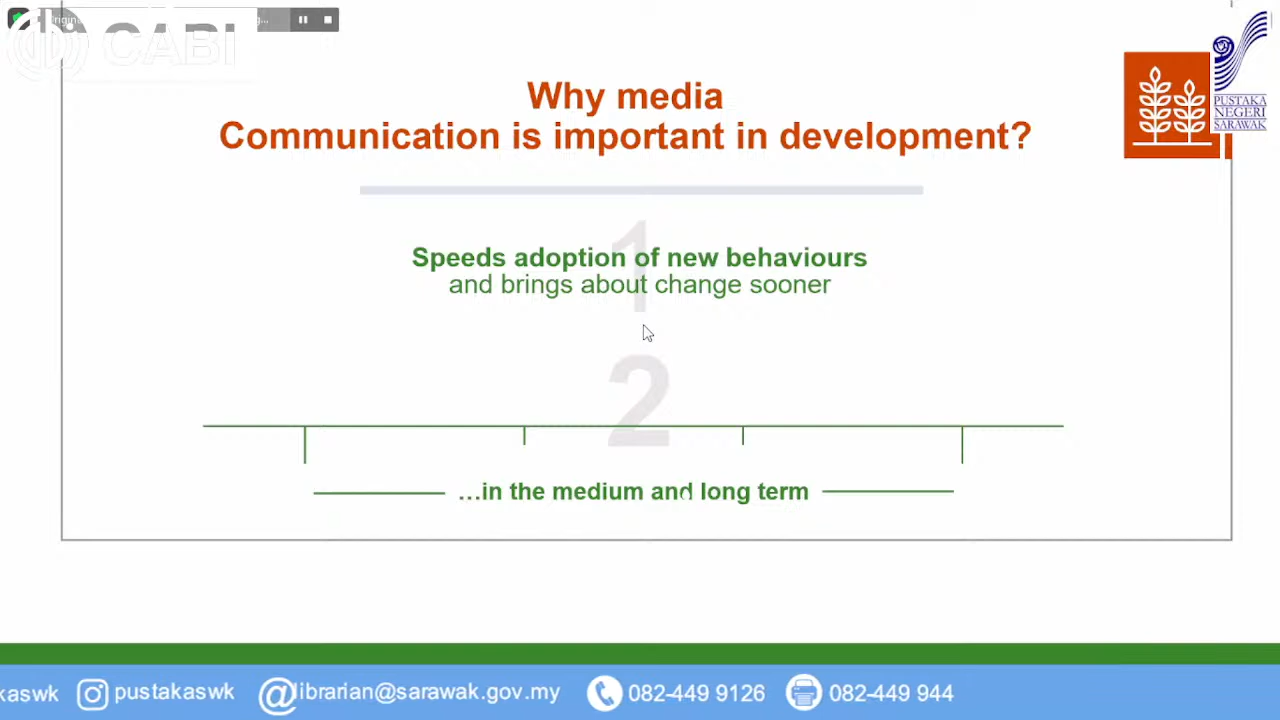 CABI
Why media
Communication is important in development?
PUSTAKA
NEGERI
SARAWAK
1
Speeds adoption of new behaviours
and brings about change sooner
2
…in the medium and long term
kaswk pustakaswk @librarian@sarawak.gov.my 082-449 9126 082-449 944